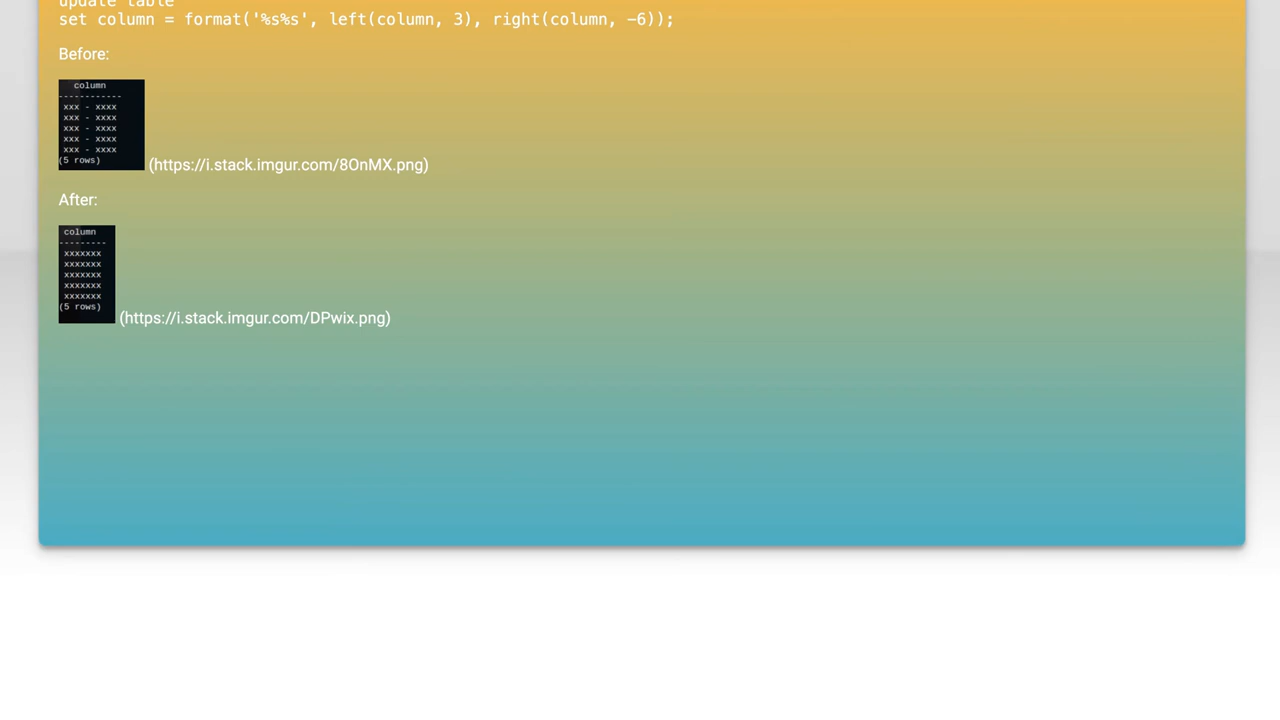 update table
set column = format('%s%s', left(column, 3), right(column, -6));
Before:
column
------------
xxx - xxxx
xxx - xxxx
xxx - xxxx
xxx - xxxx
xxx - xxxx
(5 rows)
(https://i.stack.imgur.com/8OnMX.png)
After:
column
---------
xxxxxxx
xxxxxxx
xxxxxxx
xxxxxxx
xxxxxxx
(5 rows)
(https://i.stack.imgur.com/DPwix.png)